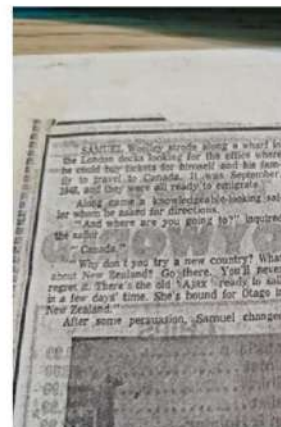 SAMUEL Woolley strode along a wharf in
the London docks looking for the office where
he could buy tickets for himself and his fam-
ily to travel to Canada. It was September,
1848, and they were all ready to emigrate.
Along came a knowledgeable-looking sai-
lor whom he asked for directions.
"And where are you going to?" inquired
the sailor.
"Canada."
"Why don't you try a new country? What
about New Zealand? Go there. You'll never
regret it. There's the old 'Ajax' ready to sail
in a few days' time. She's bound for Otago in
New Zealand."
After some persuasion, Samuel changed